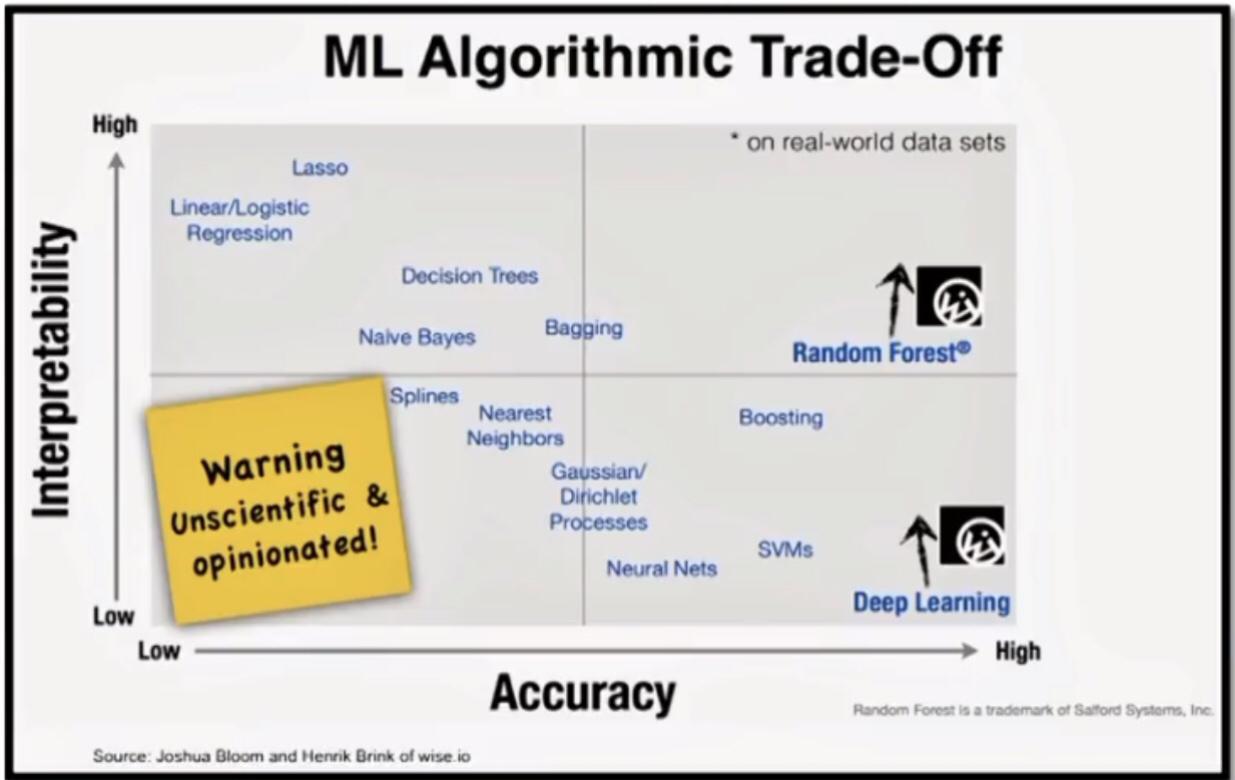 ML Algorithmic Trade-Off
High
* on real-world data sets
Lasso
Linear/Logistic
Regression
Decision Trees
Naive Bayes
Bagging
Random Forest®
Interpretability
Splines
Nearest
Neighbors
Boosting
Warning
Unscientific &
opinionated!
Gaussian/
Dirichlet
Processes
SVMs
Neural Nets
Deep Learning
Low
Low
High
Accuracy
Random Forest is a trademark of Salford Systems, Inc.
Source: Joshua Bloom and Henrik Brink of wise.io